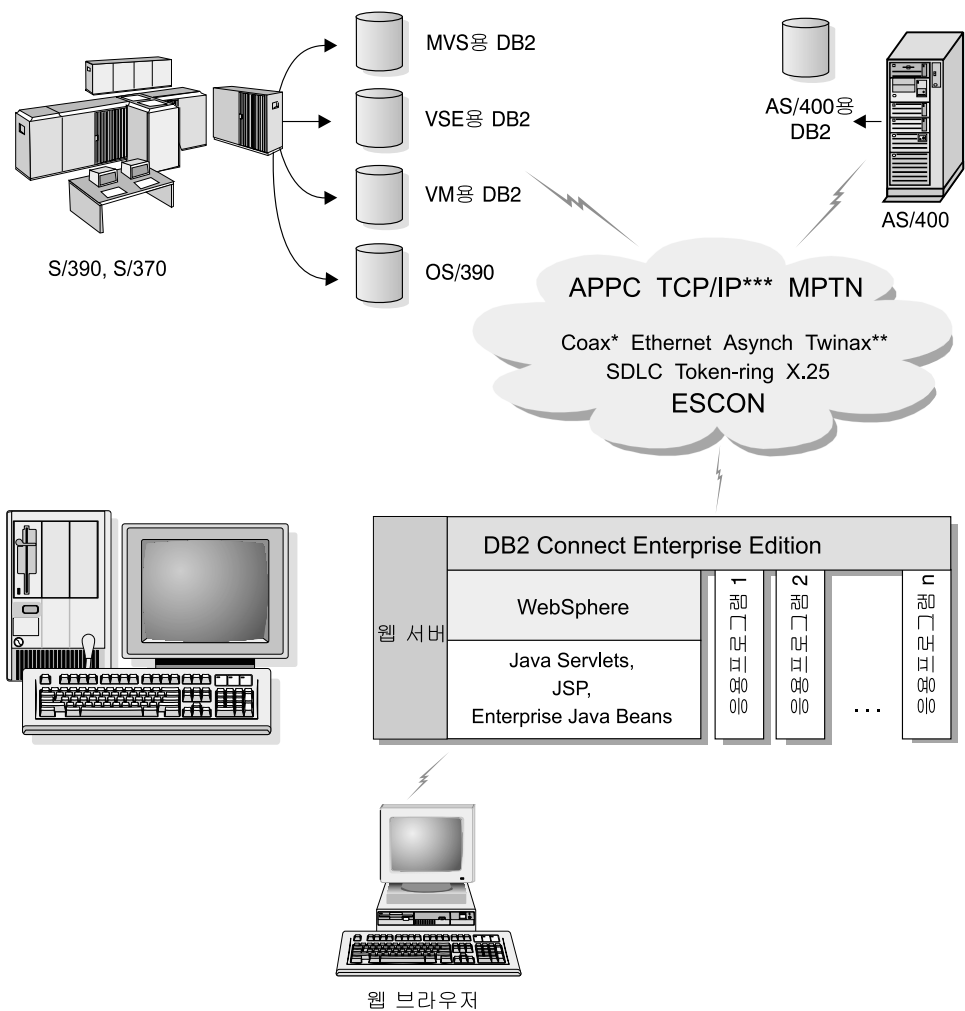 MVS용 DB2
VSE용 DB2
VM용 DB2
OS/390
S/390, S/370
AS/400용
DB2
AS/400
APPC TCP/IP*** MPTN
Coax* Ethernet Asynch Twinax**
SDLC Token-ring X.25
ESCON
DB2 Connect Enterprise Edition
웹 서버
WebSphere
Java Servlets,
JSP,
Enterprise Java Beans
응용프로그램 1
응용프로그램 2
...
응용프로그램 n
웹 브라우저